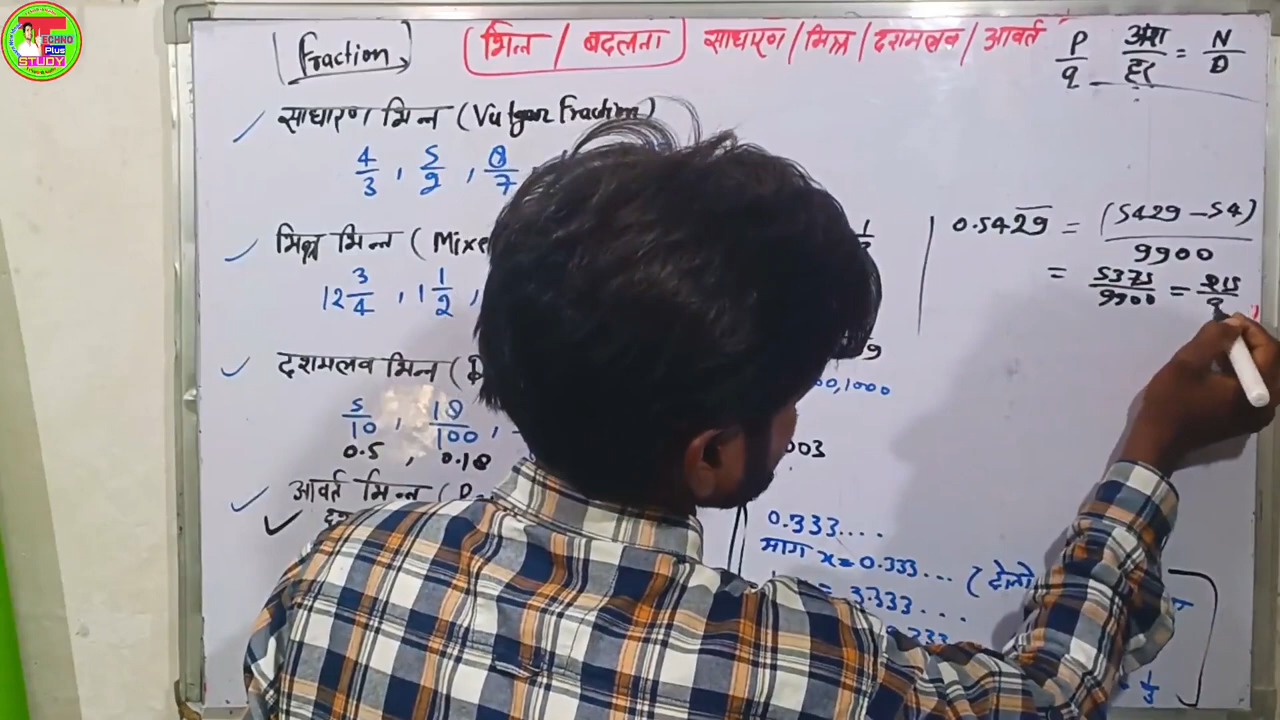 TECHNO
Plus
STUDY
Fraction
भिन्न / बदलना साधारण / मिश्र / दशमलव / आवर्त
P/q अंश/हर = N/D
साधारण भिन्न (Vulgar Fraction)
4/3 , 5/2 , 8/7
मिश्र भिन्न ( Mixe
12 3/4 , 1 1/2 ,
0.5429̅ = (5429 - 54) / 9900
= 5375/9900 = 215/
दशमलव भिन्न (
00,1000
5/10 , 18/100 ,
0.5 , 0.18
003
आवर्त भिन्न (
0.333....
माना x = 0.333...
= 3.333...